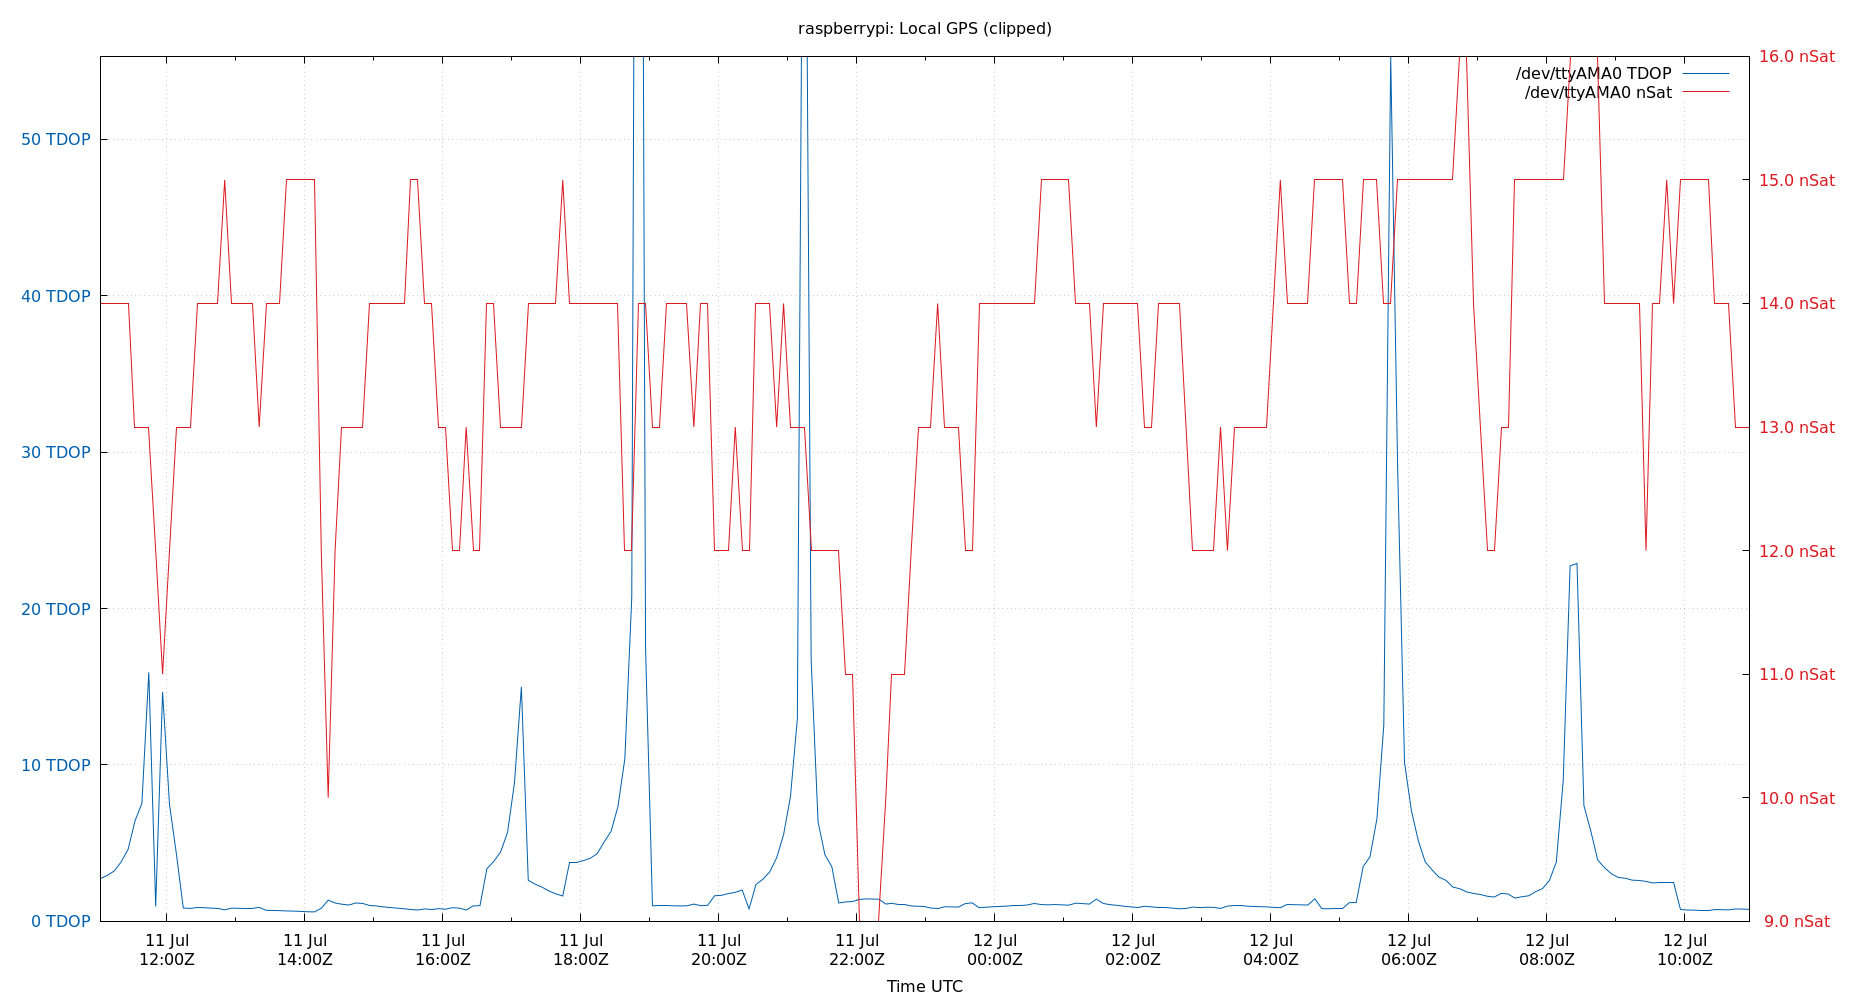 raspberrypi: Local GPS (clipped)
/dev/ttyAMA0 TDOP
/dev/ttyAMA0 nSat
50 TDOP
40 TDOP
30 TDOP
20 TDOP
10 TDOP
0 TDOP
16.0 nSat
15.0 nSat
14.0 nSat
13.0 nSat
12.0 nSat
11.0 nSat
10.0 nSat
9.0 nSat
11 Jul
12:00Z
11 Jul
14:00Z
11 Jul
16:00Z
11 Jul
18:00Z
11 Jul
20:00Z
11 Jul
22:00Z
12 Jul
00:00Z
12 Jul
02:00Z
12 Jul
04:00Z
12 Jul
06:00Z
12 Jul
08:00Z
12 Jul
10:00Z
Time UTC